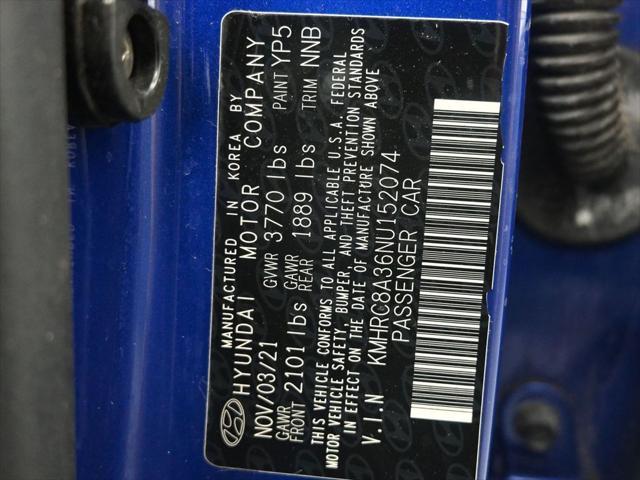 MANUFACTURED IN KOREA BY
HYUNDAI MOTOR COMPANY
NOV/03/21 GVWR 3770 lbs PAINT YP5
GAWR FRONT 2101 lbs GAWR REAR 1889 lbs TRIM NNB
THIS VEHICLE CONFORMS TO ALL APPLICABLE U.S.A. FEDERAL
MOTOR VEHICLE SAFETY, BUMPER, AND THEFT PREVENTION STANDARDS
IN EFFECT ON THE DATE OF MANUFACTURE SHOWN ABOVE
V.I.N KMHRC8A36NU152074
PASSENGER CAR